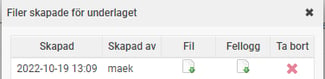 Filer skapade för underlaget
Skapad Skapad av Fil Fellogg Ta bort
2022-10-19 13:09 maek